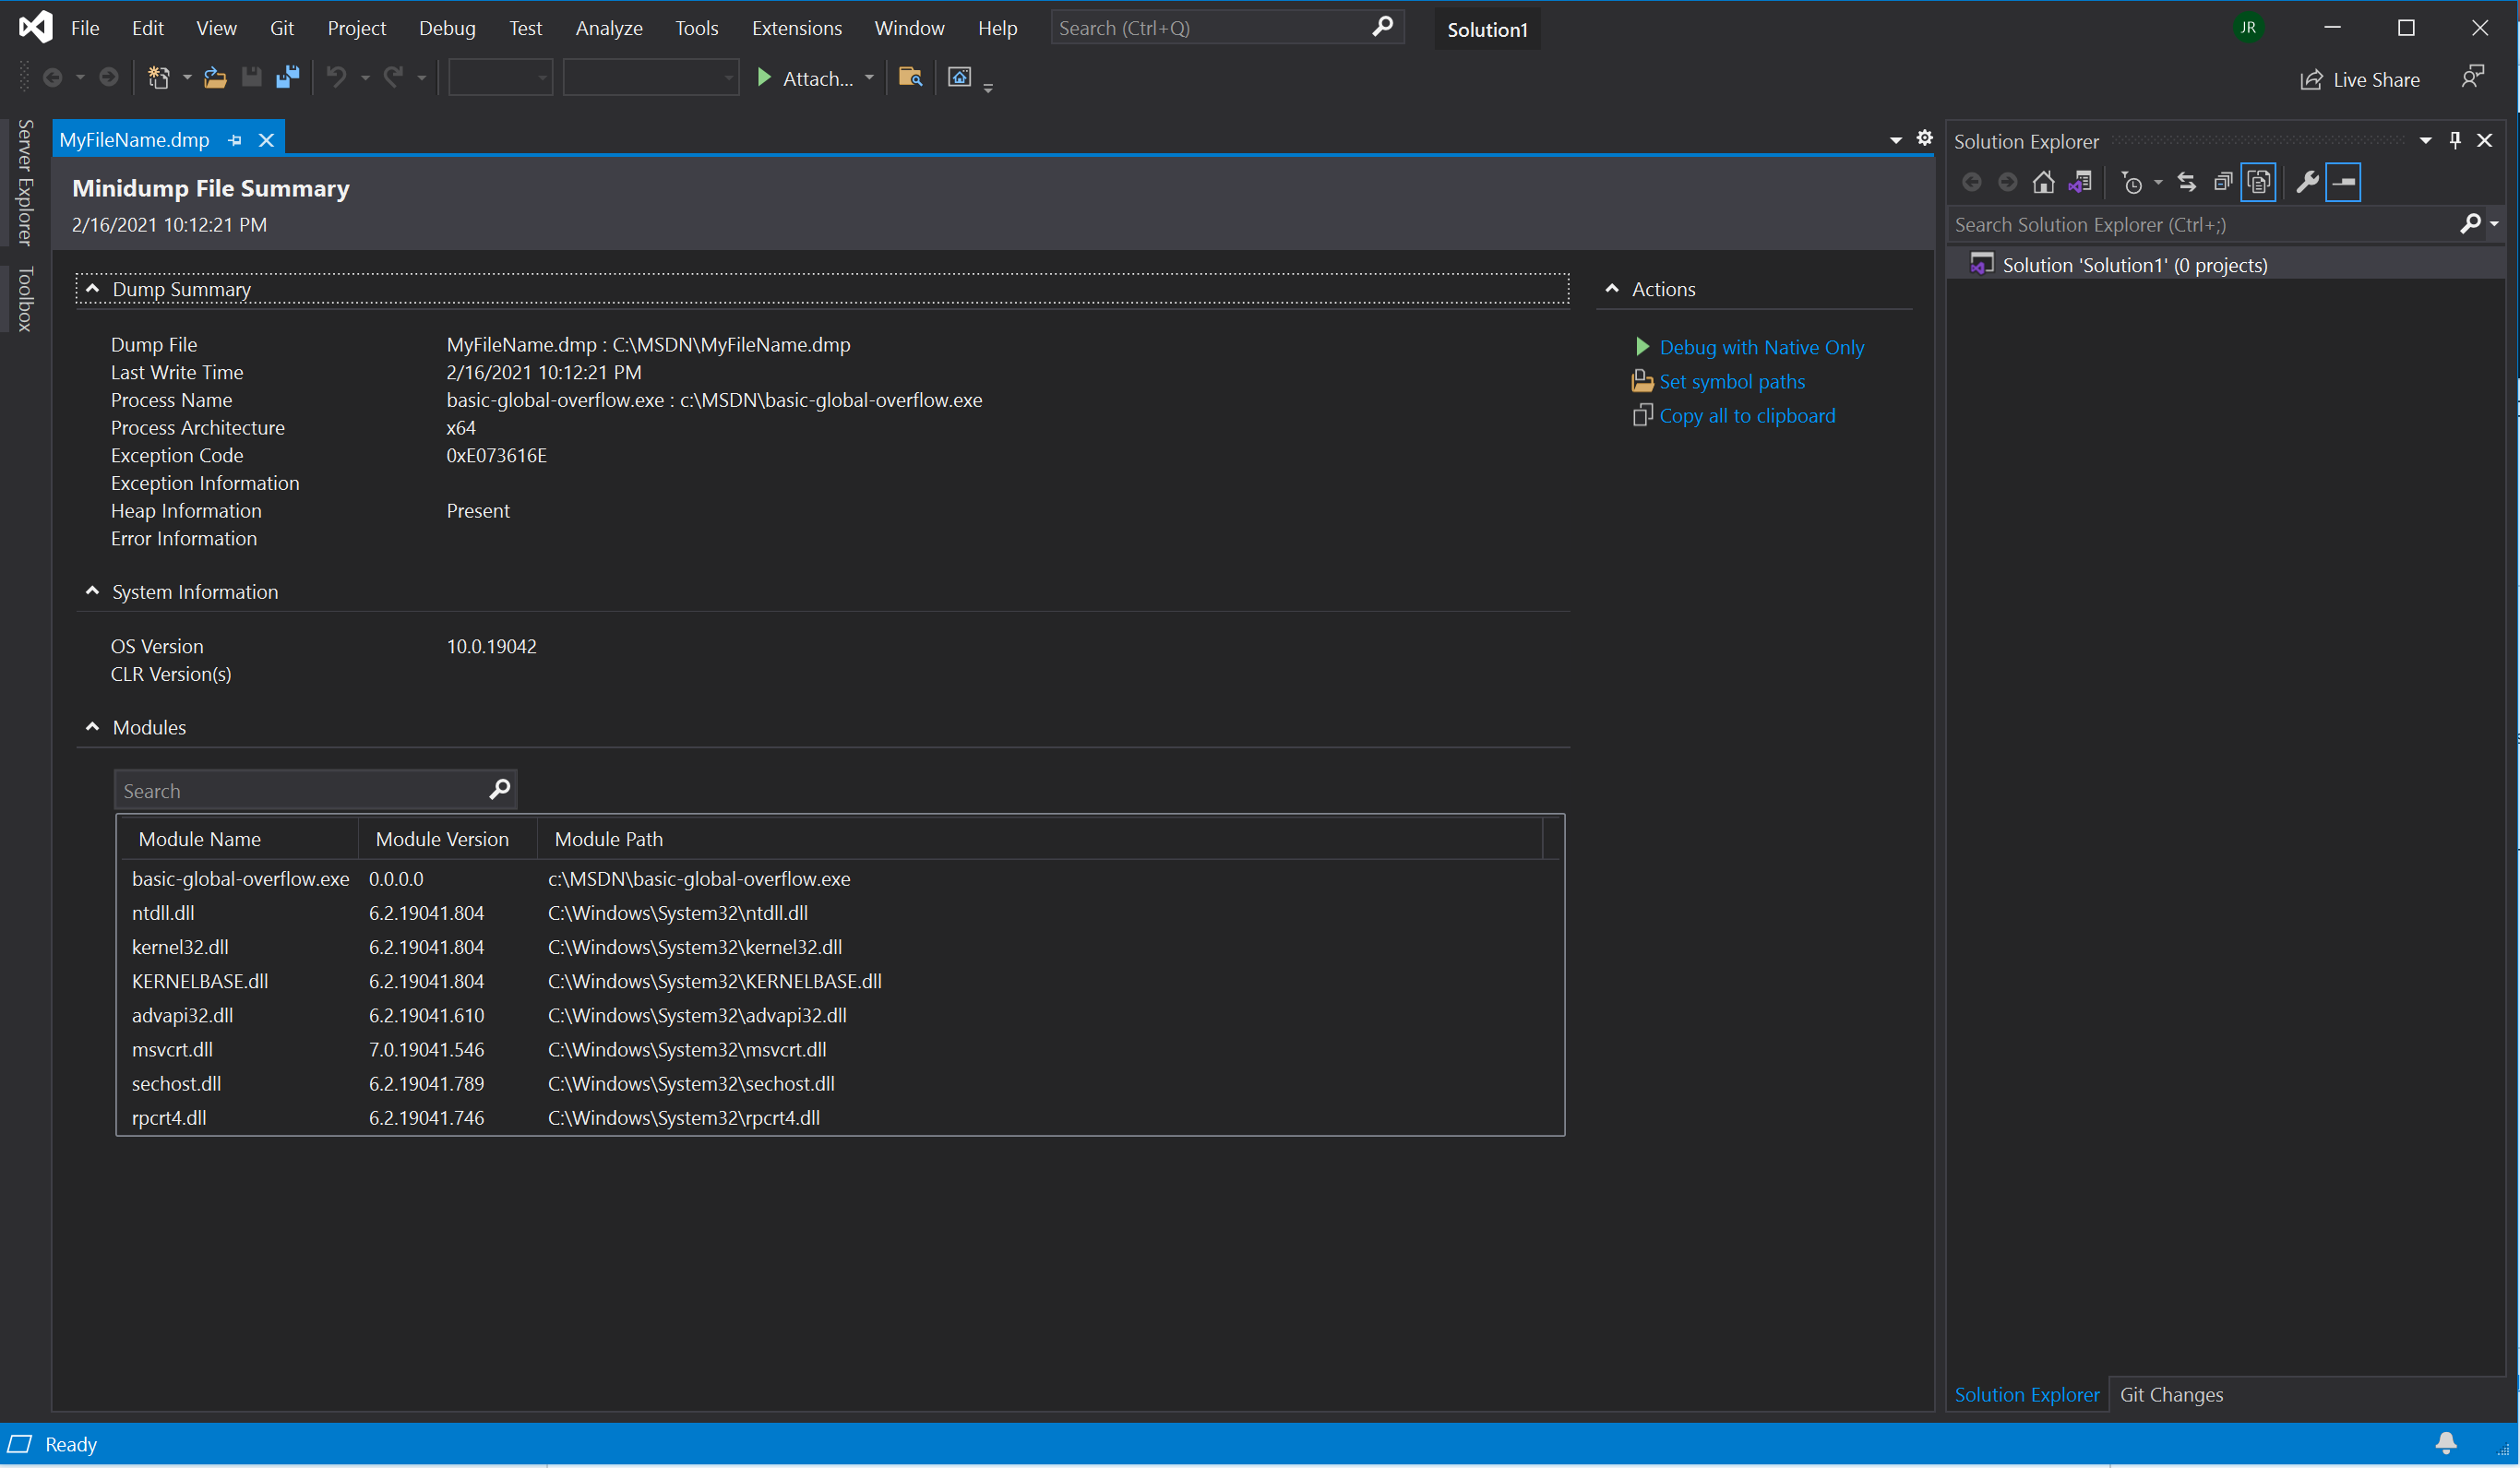 File Edit View Git Project Debug Test Analyze Tools Extensions Window Help Search (Ctrl+Q) Solution1 JR
Attach... Live Share
Server Explorer
Toolbox
MyFileName.dmp
Minidump File Summary
2/16/2021 10:12:21 PM
Dump Summary
Dump File MyFileName.dmp : C:\MSDN\MyFileName.dmp
Last Write Time 2/16/2021 10:12:21 PM
Process Name basic-global-overflow.exe : c:\MSDN\basic-global-overflow.exe
Process Architecture x64
Exception Code 0xE073616E
Exception Information
Heap Information Present
Error Information
System Information
OS Version 10.0.19042
CLR Version(s)
Modules
Search
Module Name Module Version Module Path
basic-global-overflow.exe 0.0.0.0 c:\MSDN\basic-global-overflow.exe
ntdll.dll 6.2.19041.804 C:\Windows\System32\ntdll.dll
kernel32.dll 6.2.19041.804 C:\Windows\System32\kernel32.dll
KERNELBASE.dll 6.2.19041.804 C:\Windows\System32\KERNELBASE.dll
advapi32.dll 6.2.19041.610 C:\Windows\System32\advapi32.dll
msvcrt.dll 7.0.19041.546 C:\Windows\System32\msvcrt.dll
sechost.dll 6.2.19041.789 C:\Windows\System32\sechost.dll
rpcrt4.dll 6.2.19041.746 C:\Windows\System32\rpcrt4.dll
Actions
Debug with Native Only
Set symbol paths
Copy all to clipboard
Solution Explorer
Search Solution Explorer (Ctrl+;)
Solution 'Solution1' (0 projects)
Solution Explorer Git Changes
Ready